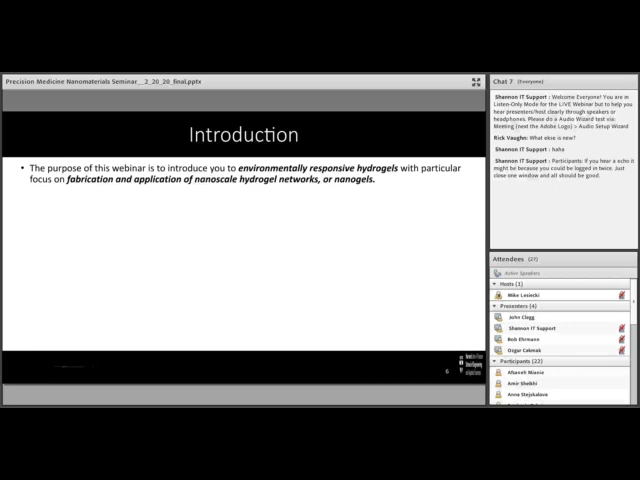 Precision Medicine Nanomaterials Seminar__2_20_20_final.pptx
Introduction
• The purpose of this webinar is to introduce you to environmentally responsive hydrogels with particular
focus on fabrication and application of nanoscale hydrogel networks, or nanogels.
6
Chat 7 (Everyone)
Shannon IT Support : Welcome Everyone! You are in
Listen-Only Mode for the LIVE Webinar but to help you
hear presenters/host clearly through speakers or
headphones. Please do a Audio Wizard test via:
Meeting (next the Adobe Logo) > Audio Setup Wizard
Rick Vaughn: What elsie is new?
Shannon IT Support : haha
Shannon IT Support : Participants: If you hear a echo it
might be because you could be logged in twice. Just
close one window and all should be good.
Attendees (27)
Active Speakers
Hosts (1)
Mike Lesiecki
Presenters (4)
John Clegg
Shannon IT Support
Bob Ehrmann
Ozgur Cakmak
Participants (22)
Afsaneh Mianie
Amir Sheikhi
Anna Stejskalova